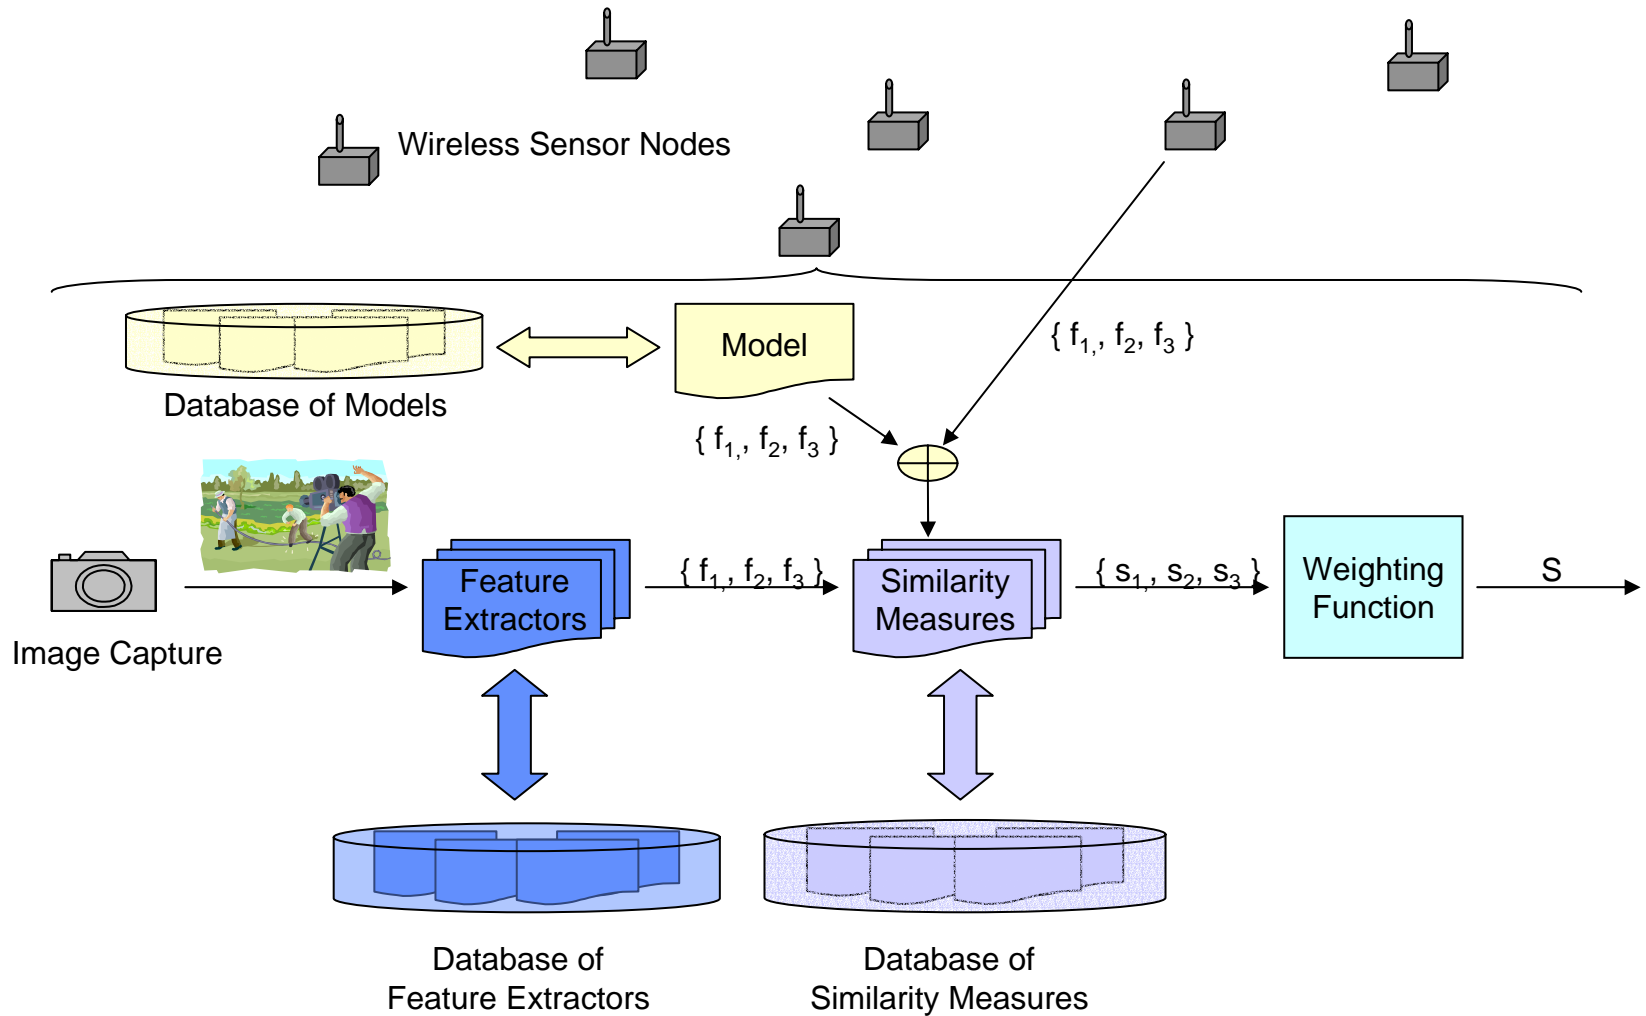 Wireless Sensor Nodes
Model
{ f1,, f2, f3 }
Database of Models
{ f1,, f2, f3 }
Feature
Extractors
{ f1,, f2, f3 }
Similarity
Measures
{ s1,, s2, s3 }
Weighting
Function
S
Image Capture
Database of
Feature Extractors
Database of
Similarity Measures